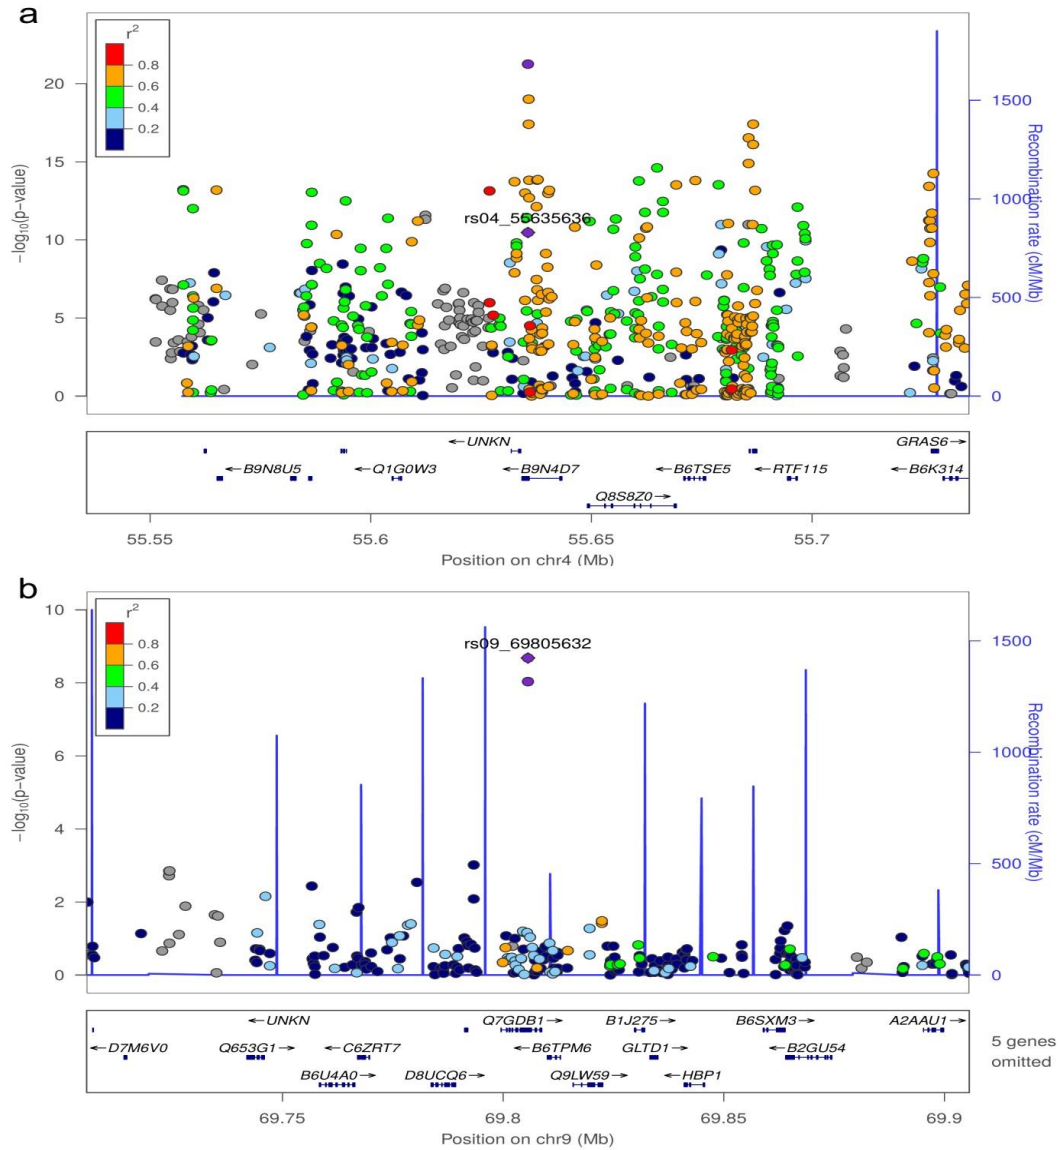 a
r2
0.8
0.6
0.4
0.2
20
15
10
5
0
−log10(p−value)
1500
1000
500
0
Recombination rate (cM/Mb)
rs04_55635636
←UNKN GRAS6→
←B9N8U5 ←Q1G0W3 ←B9N4D7 ←B6TSE5 ←RTF115 ←B6K314
Q8S8Z0→
55.55 55.6 55.65 55.7
Position on chr4 (Mb)
b
r2
0.8
0.6
0.4
0.2
10
8
6
4
2
0
−log10(p−value)
1500
1000
500
0
Recombination rate (cM/Mb)
rs09_69805632
←UNKN Q7GDB1→ B1J275→ B6SXM3→ A2AAU1→
←D7M6V0 Q653G1→ ←C6ZRT7 ←B6TPM6 GLTD1→ ←B2GU54
B6U4A0→ D8UCQ6→ Q9LW59→ ←HBP1
5 genes
omitted
69.75 69.8 69.85 69.9
Position on chr9 (Mb)